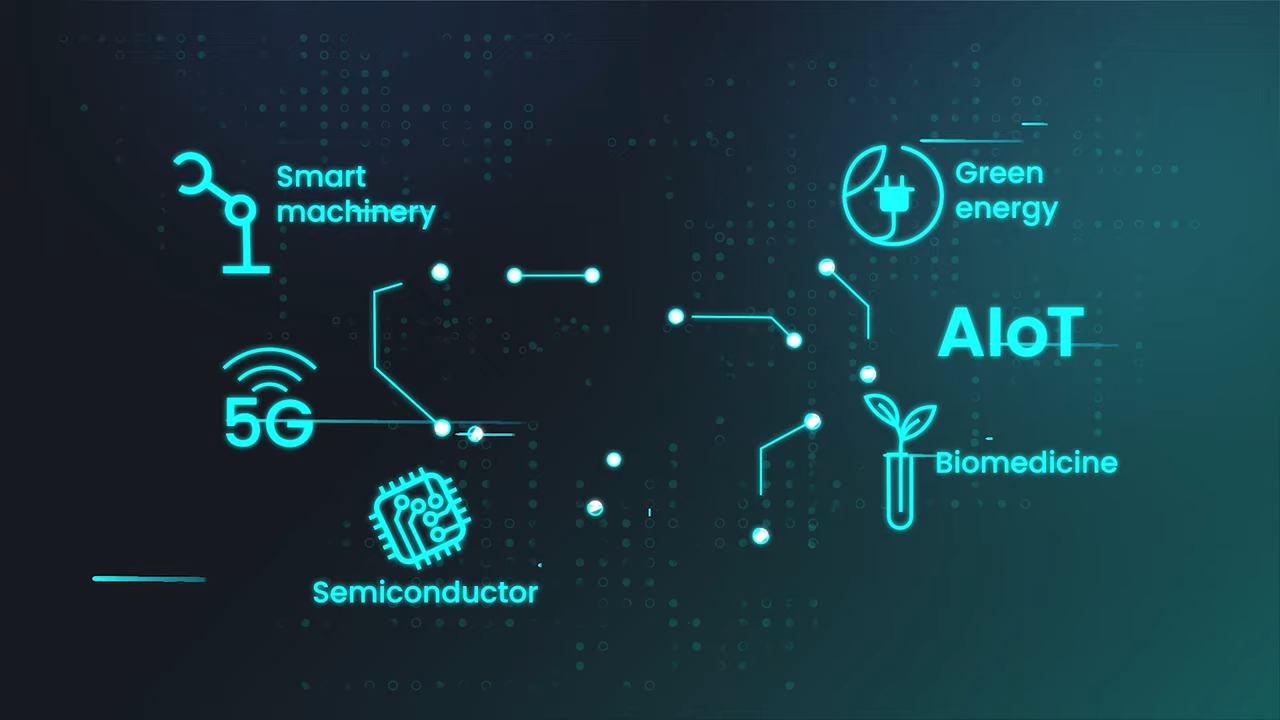 Smart
machinery
Green
energy
AIoT
5G
Biomedicine
Semiconductor